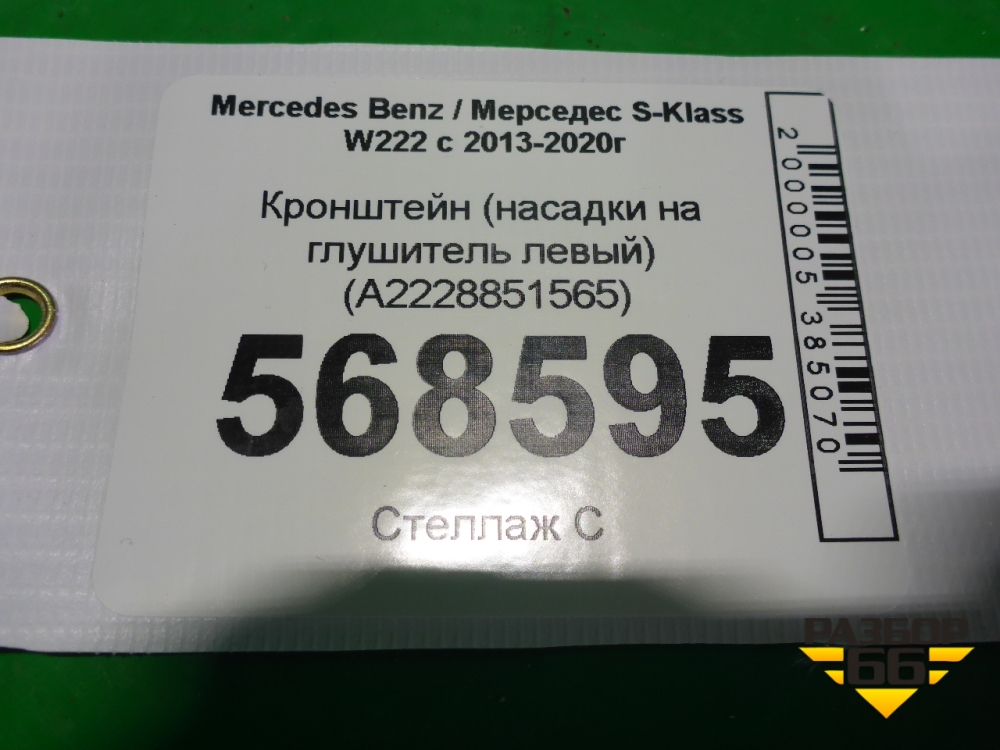 Mercedes Benz / Мерседес S-Klass
W222 с 2013-2020г
Кронштейн (насадки на
глушитель левый)
(A2228851565)
568595
Стеллаж С
2000005385070
РАЗБОР
66